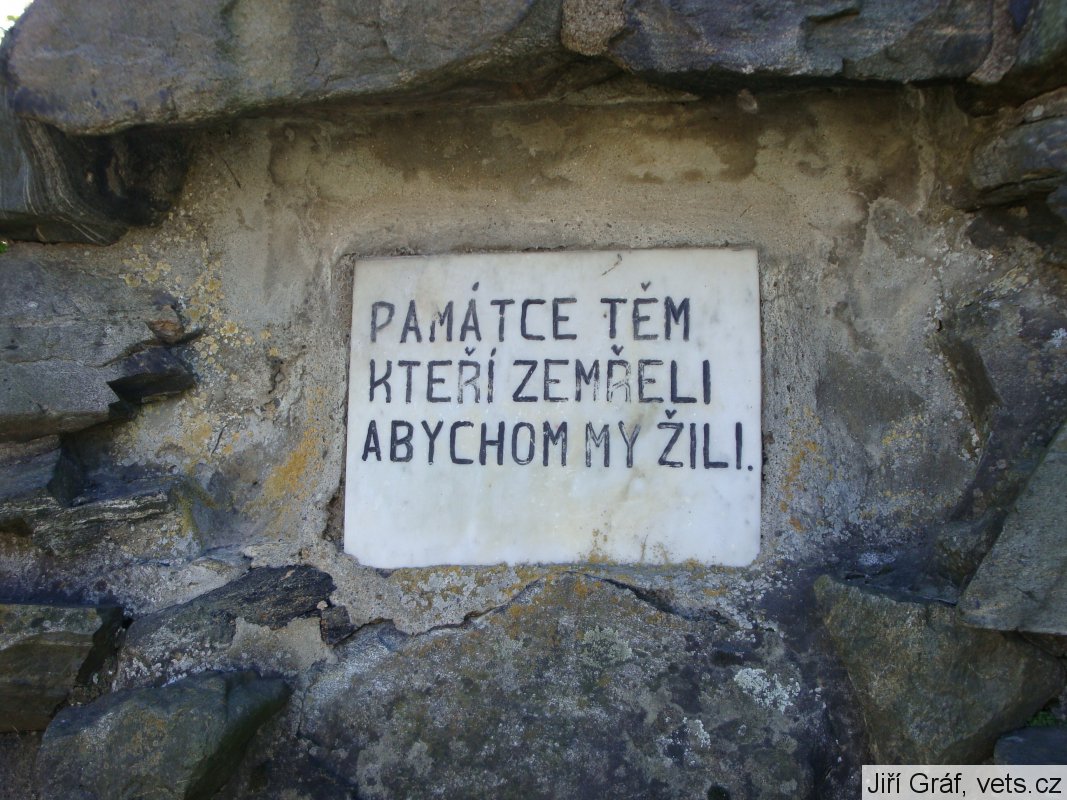 PAMÁTCE TĚM
KTEŘÍ ZEMŘELI
ABYCHOM MY ŽILI.
Jiří Gráf, vets.cz